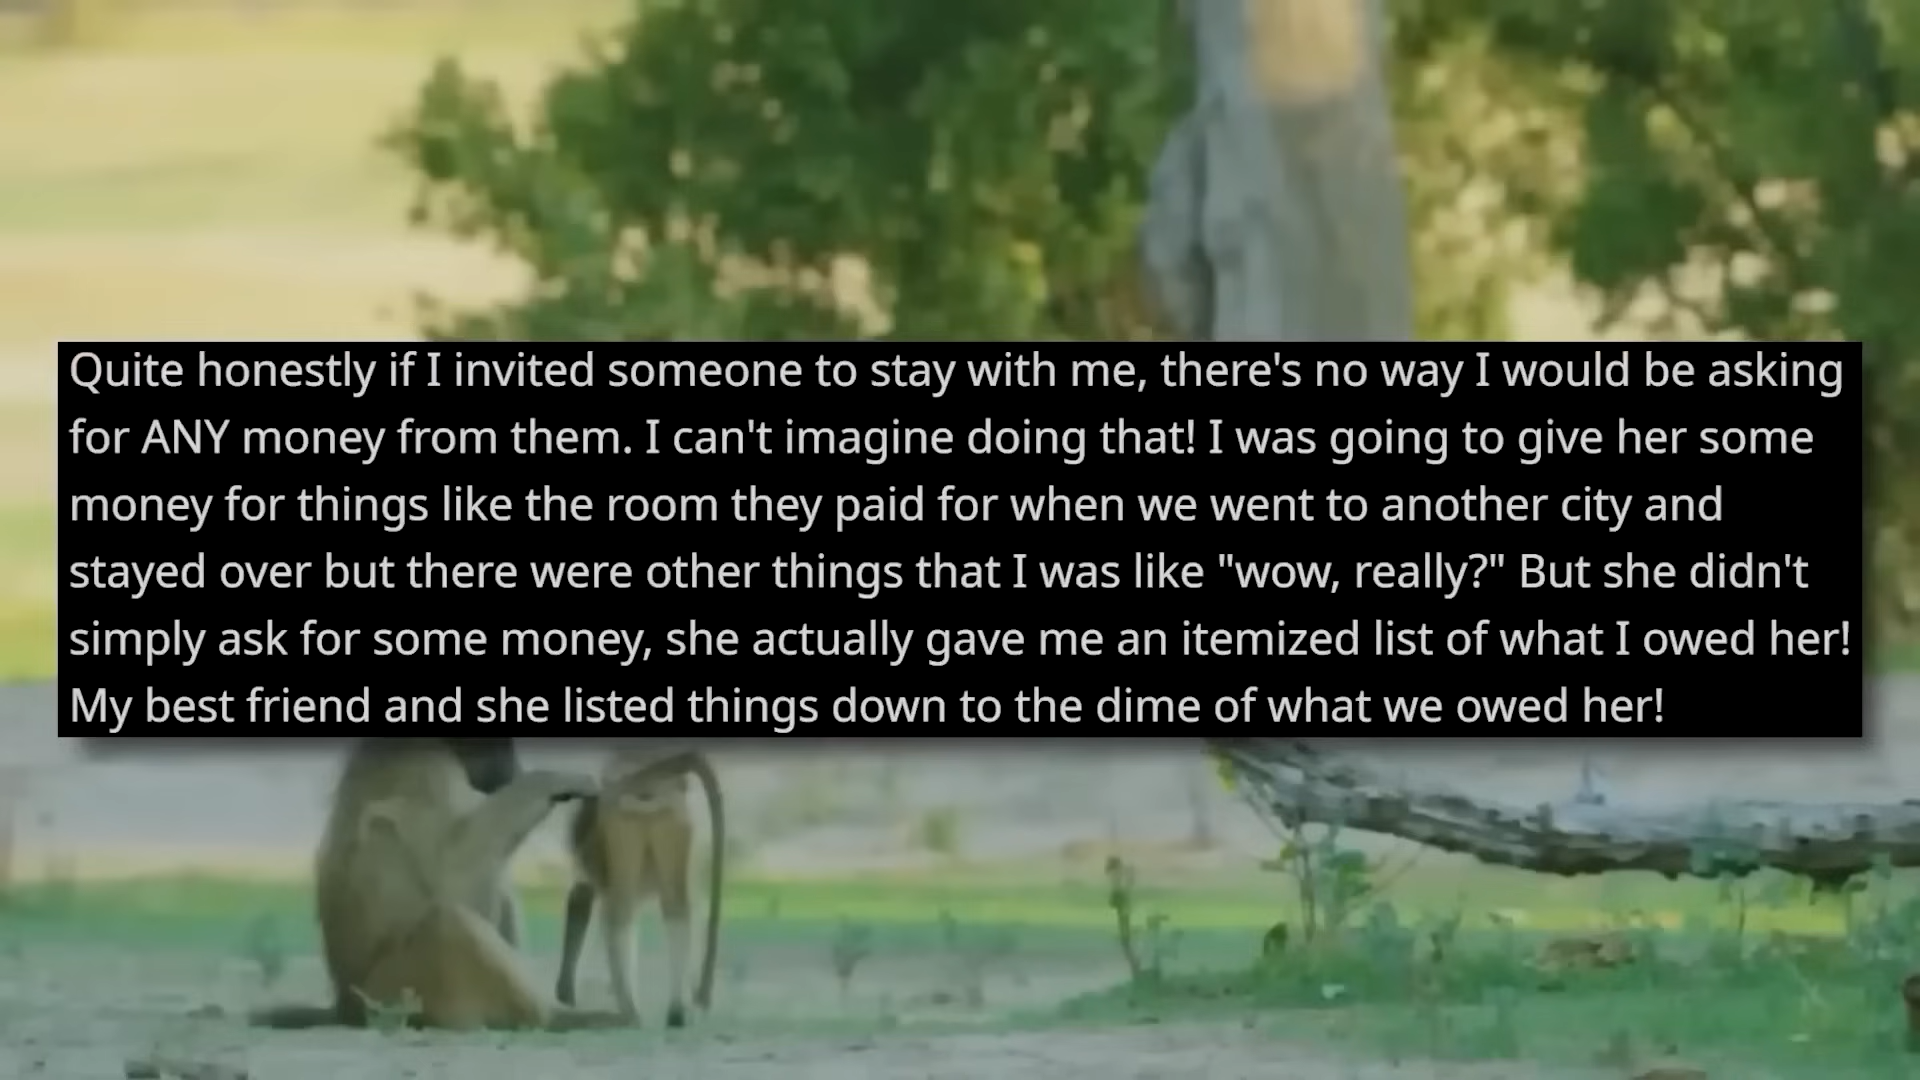 Quite honestly if I invited someone to stay with me, there's no way I would be asking
for ANY money from them. I can't imagine doing that! I was going to give her some
money for things like the room they paid for when we went to another city and
stayed over but there were other things that I was like "wow, really?" But she didn't
simply ask for some money, she actually gave me an itemized list of what I owed her!
My best friend and she listed things down to the dime of what we owed her!